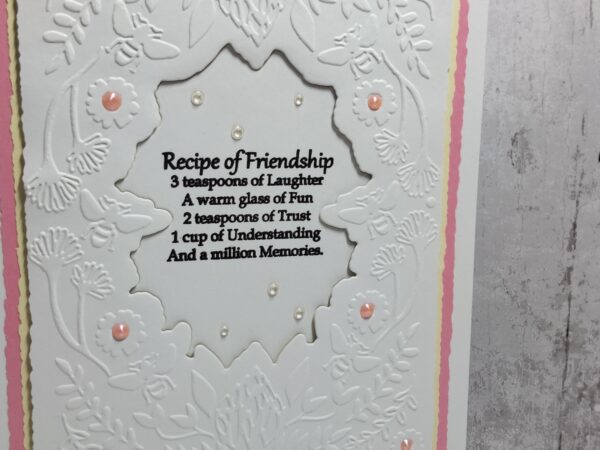 Recipe of Friendship
3 teaspoons of Laughter
A warm glass of Fun
2 teaspoons of Trust
1 cup of Understanding
And a million Memories.